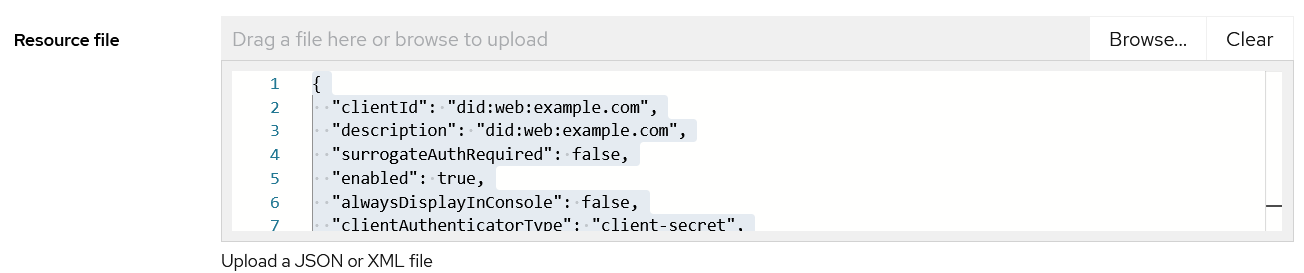 Resource file
Drag a file here or browse to upload
Browse...
Clear
1 {
2   "clientId": "did:web:example.com",
3   "description": "did:web:example.com",
4   "surrogateAuthRequired": false,
5   "enabled": true,
6   "alwaysDisplayInConsole": false,
7   "clientAuthenticatorType": "client-secret",
Upload a JSON or XML file